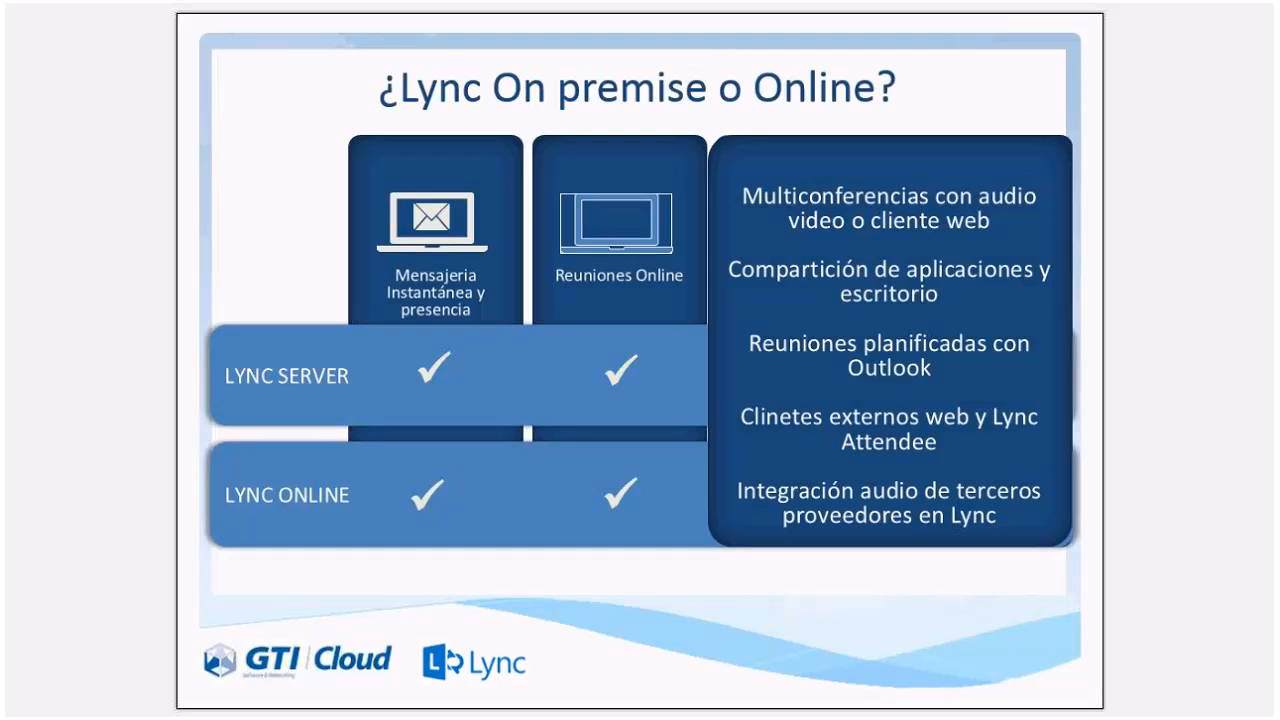 ¿Lync On premise o Online?
Mensajeria
Instantánea y
presencia
Reuniones Online
Multiconferencias con audio
video o cliente web
Compartición de aplicaciones y
escritorio
Reuniones planificadas con
Outlook
Clinetes externos web y Lync
Attendee
Integración audio de terceros
proveedores en Lync
LYNC SERVER
LYNC ONLINE
GTI Cloud
Software & Networking
Lync